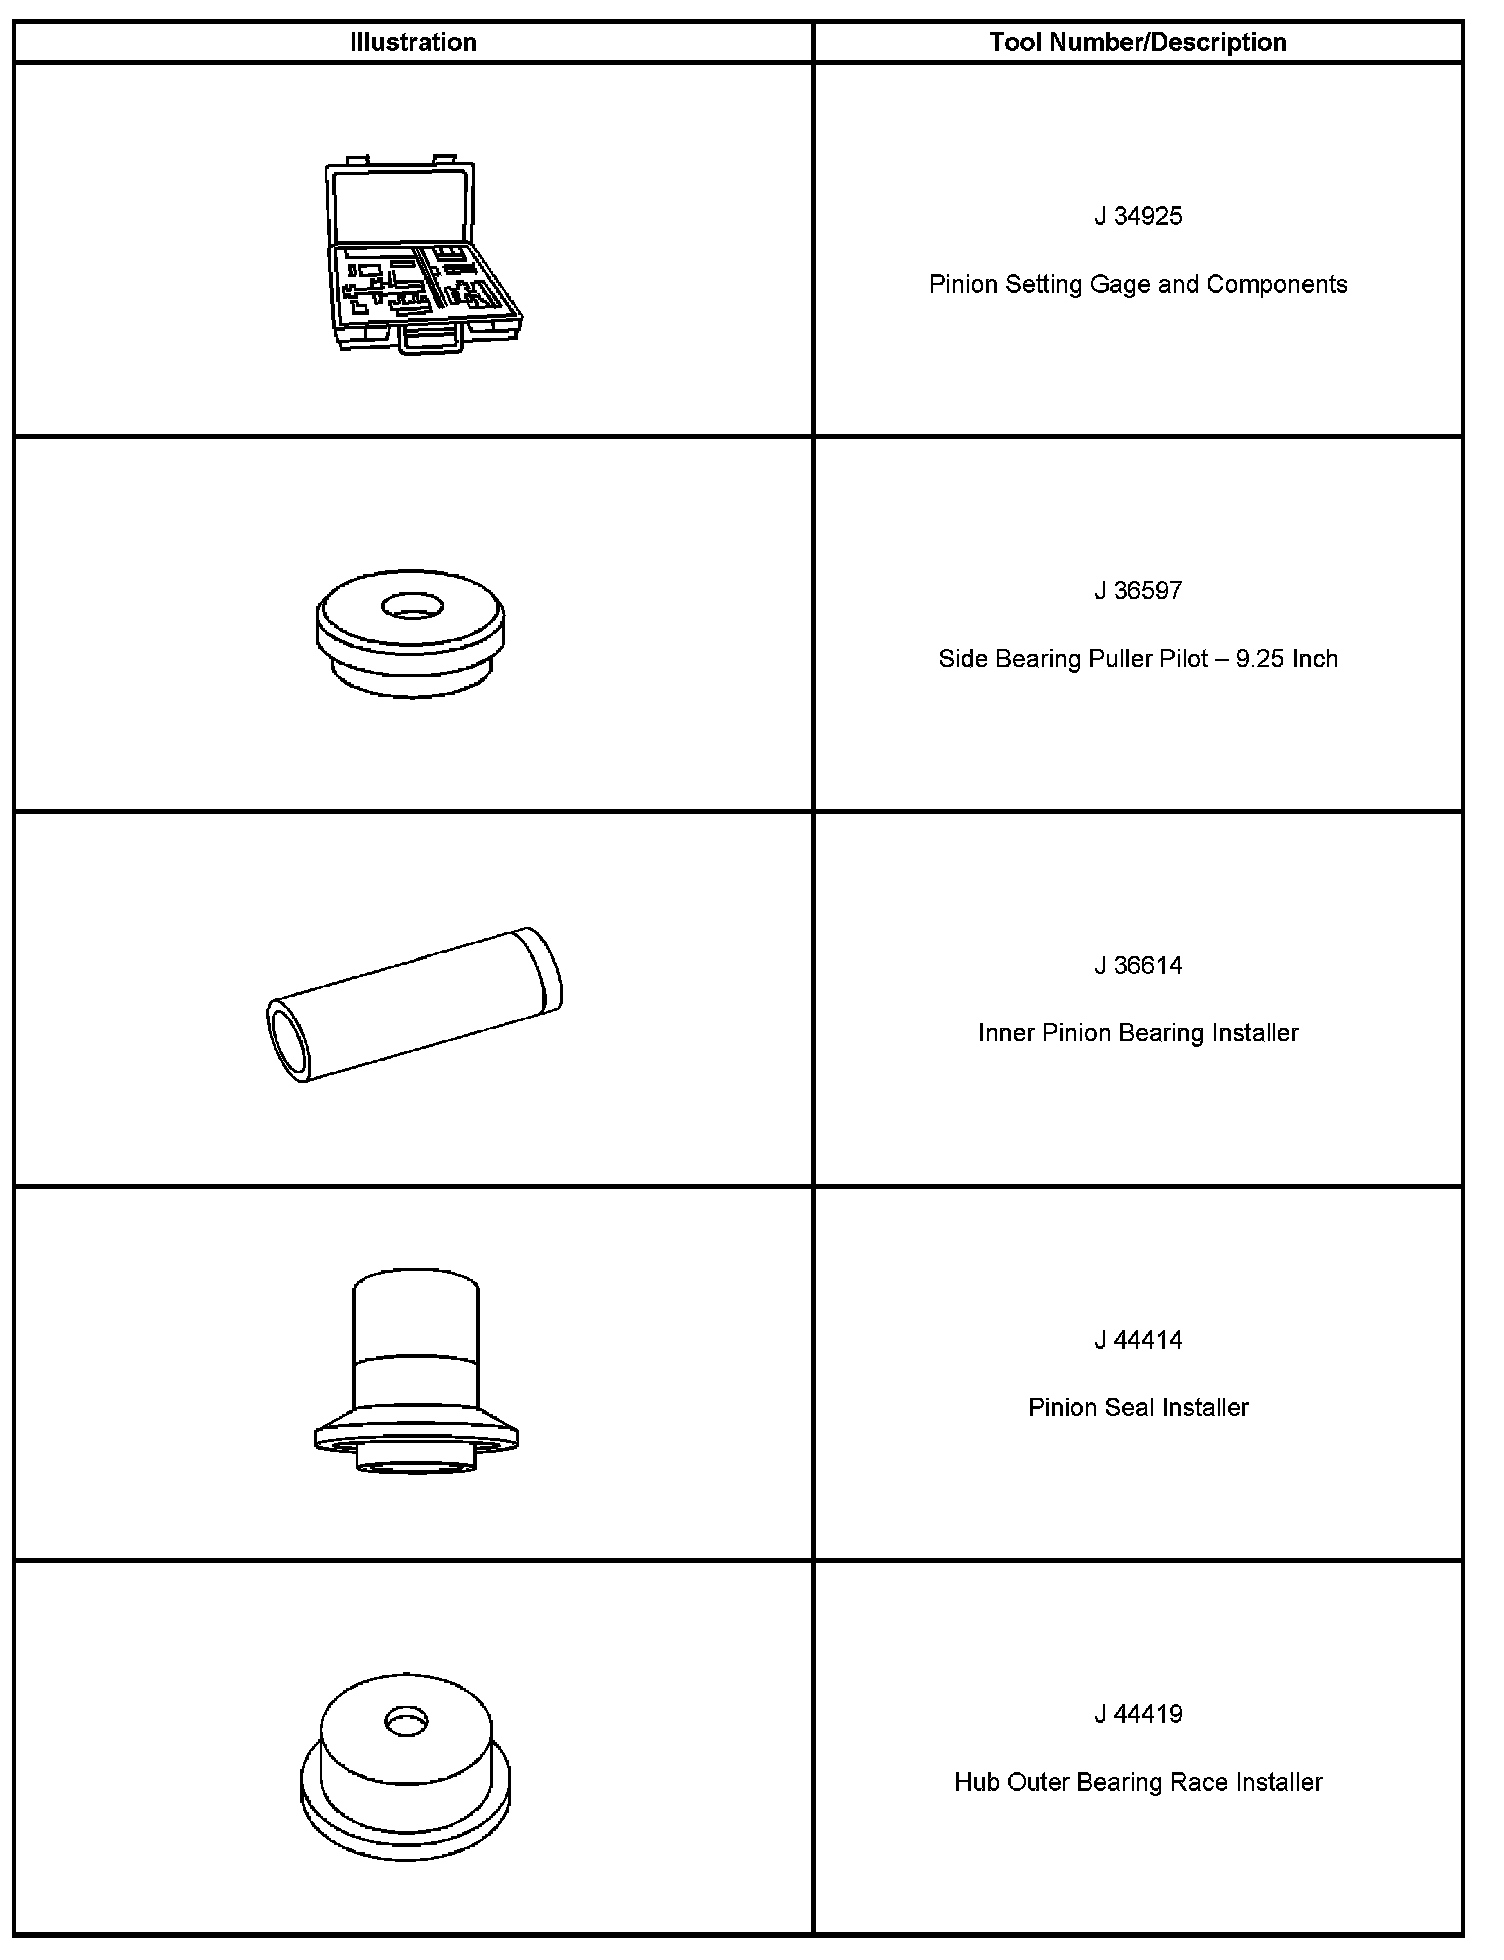 Illustration
Tool Number/Description
J 34925
Pinion Setting Gage and Components
J 36597
Side Bearing Puller Pilot – 9.25 Inch
J 36614
Inner Pinion Bearing Installer
J 44414
Pinion Seal Installer
J 44419
Hub Outer Bearing Race Installer